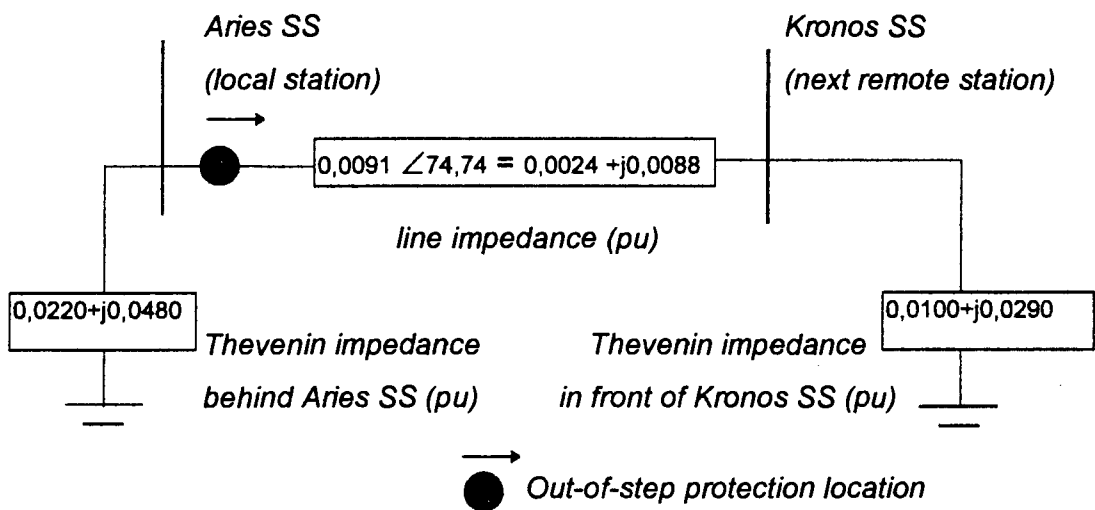 Aries SS
(local station)
Kronos SS
(next remote station)
0,0091 ∠74,74 = 0,0024 +j0,0088
line impedance (pu)
0,0220+j0,0480
0,0100+j0,0290
Thevenin impedance
behind Aries SS (pu)
Thevenin impedance
in front of Kronos SS (pu)
Out-of-step protection location